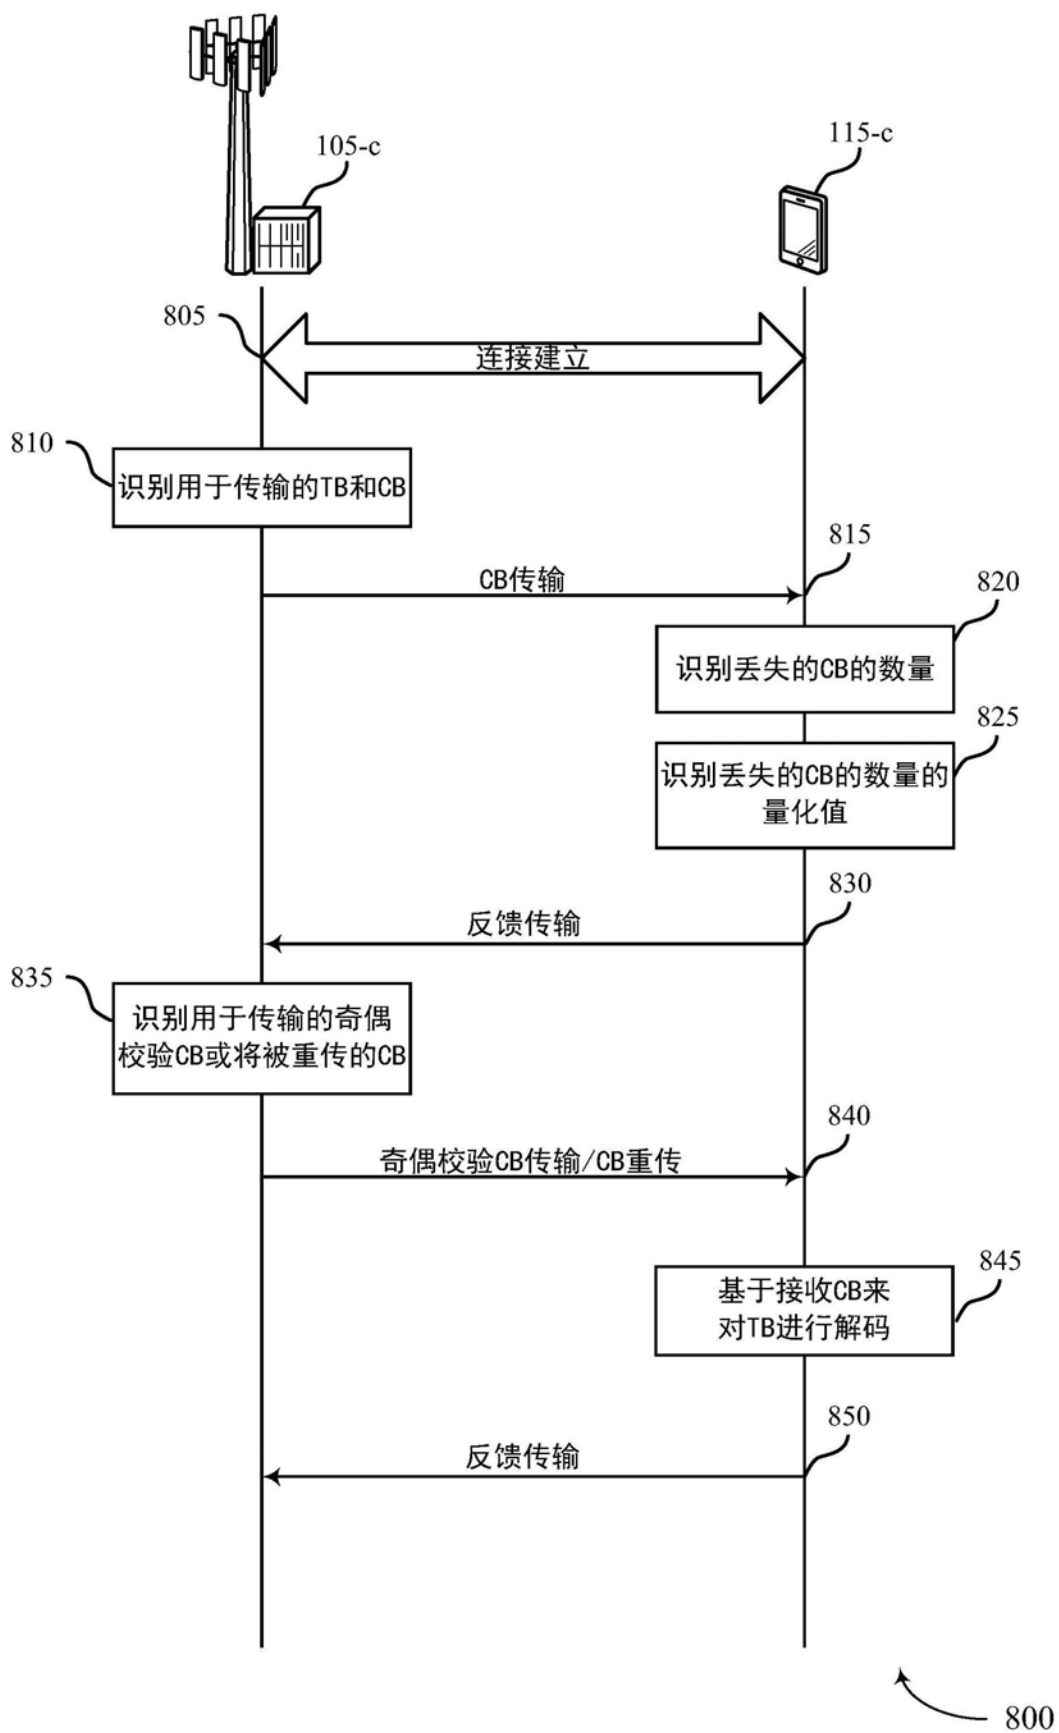 105-c
115-c
805
连接建立
810
识别用于传输的TB和CB
815
CB传输
820
识别丢失的CB的数量
825
识别丢失的CB的数量的
量化值
830
反馈传输
835
识别用于传输的奇偶
校验CB或将被重传的CB
840
奇偶校验CB传输/CB重传
845
基于接收CB来
对TB进行解码
850
反馈传输
800